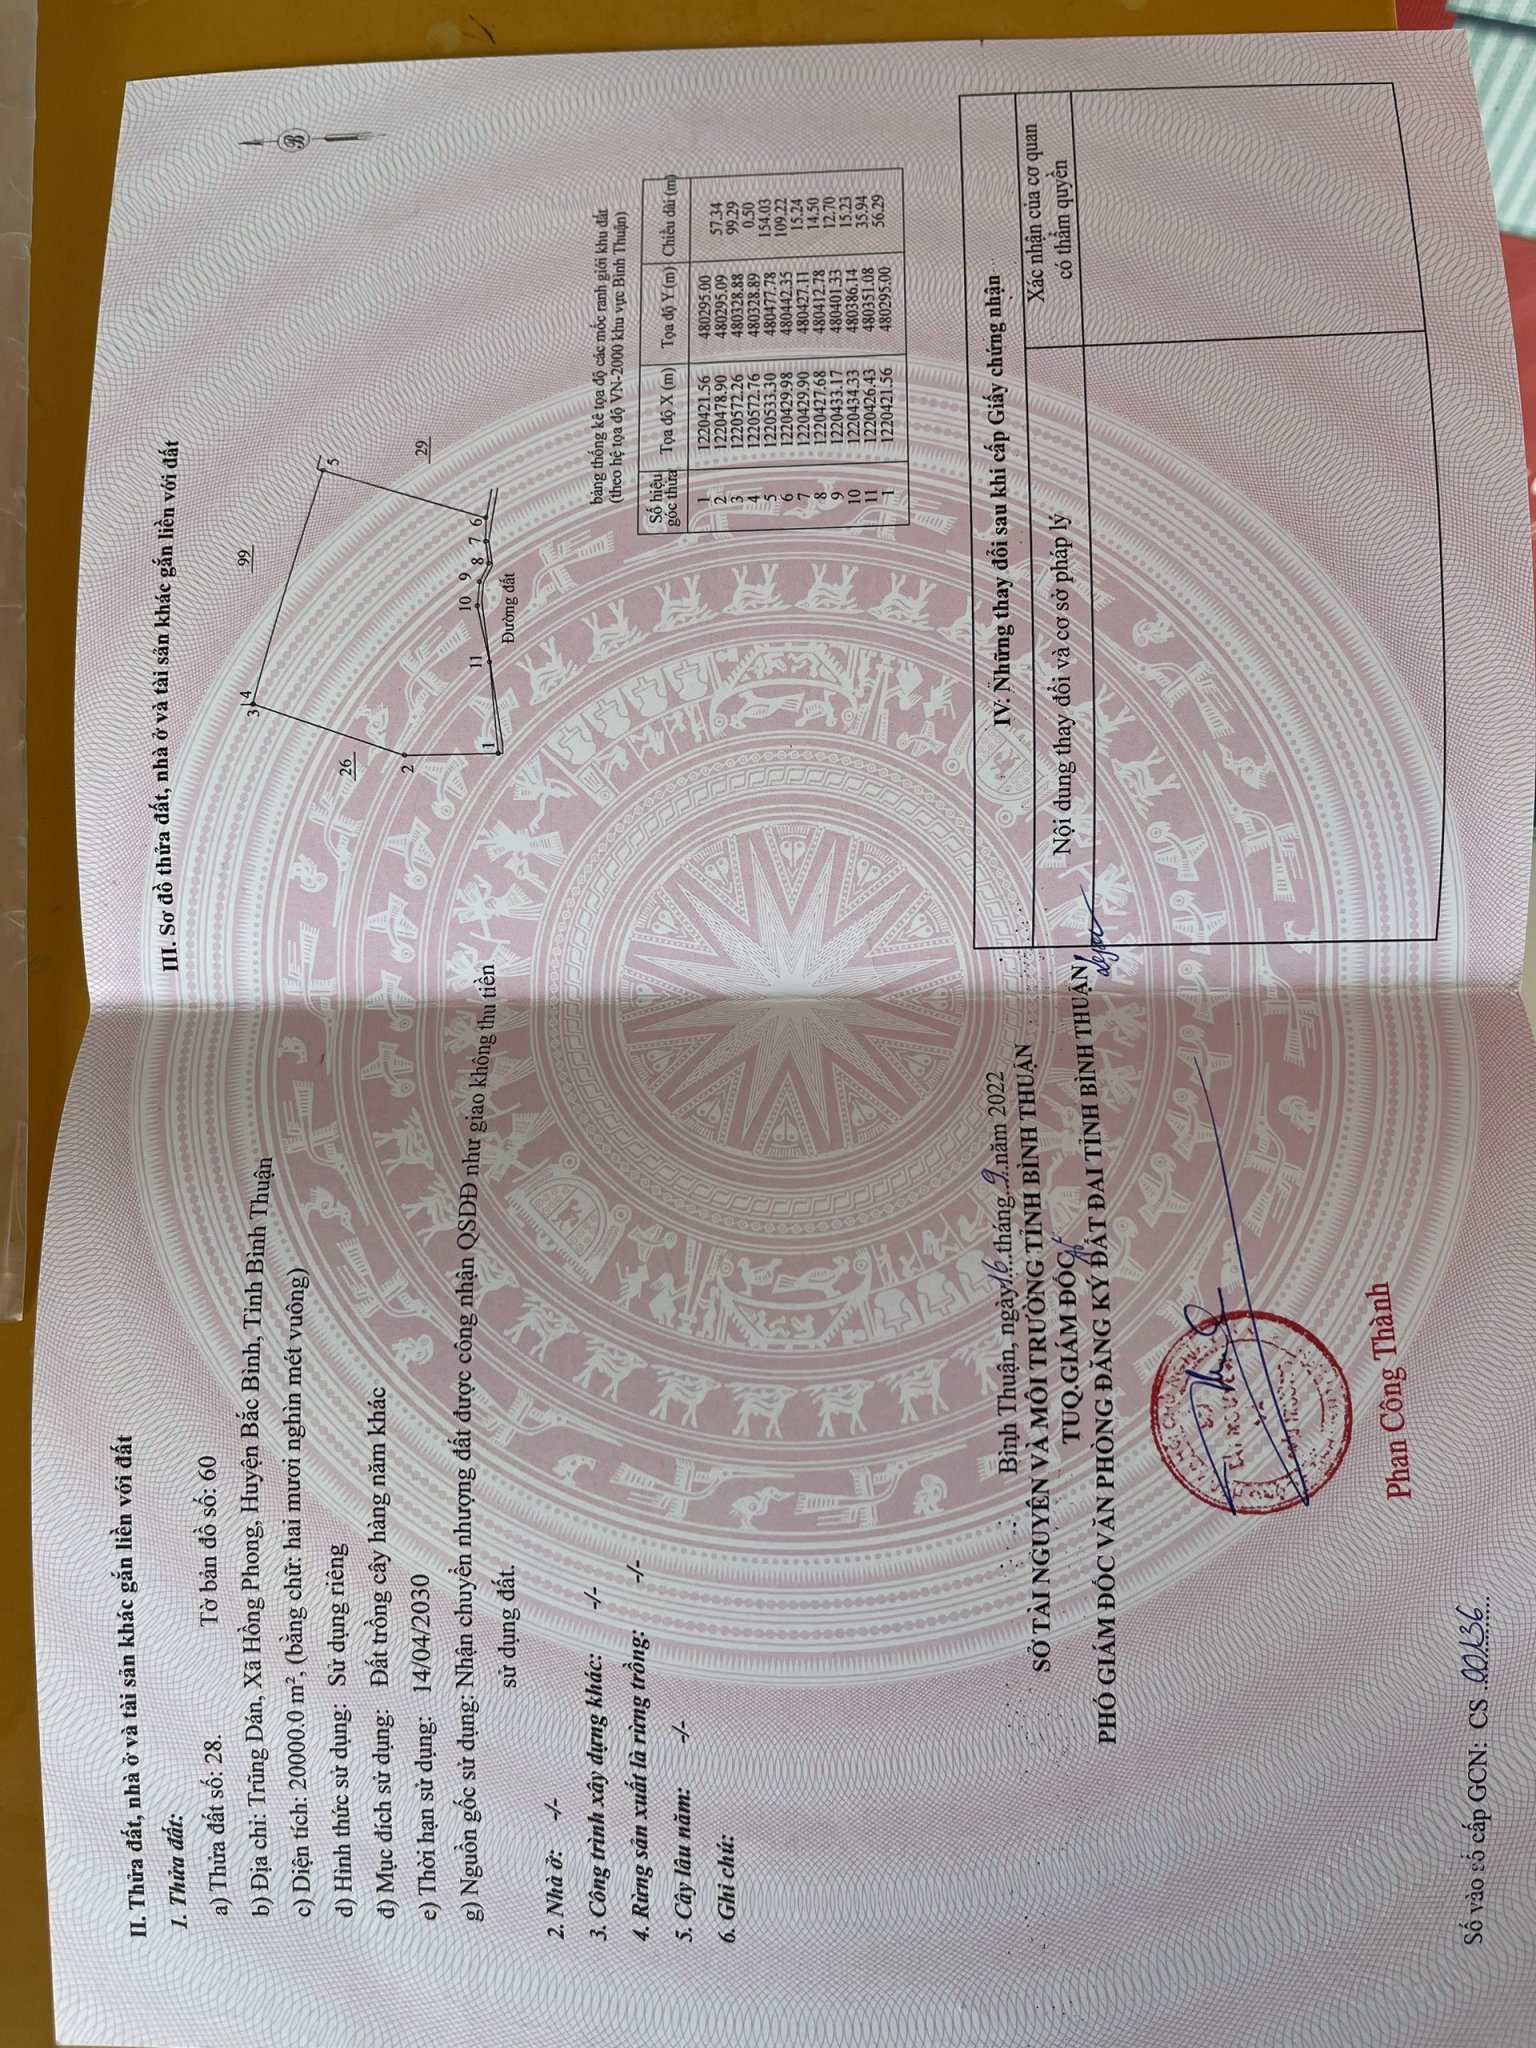 II. Thửa đất, nhà ở và tài sản khác gắn liền với đất
1. Thửa đất:
a) Thửa đất số: 28. Tờ bản đồ số: 60
b) Địa chỉ: Trũng Dán, Xã Hồng Phong, Huyện Bắc Bình, Tỉnh Bình Thuận
c) Diện tích: 20000.0 m², (bằng chữ: hai mươi nghìn mét vuông)
d) Hình thức sử dụng: Sử dụng riêng
đ) Mục đích sử dụng: Đất trồng cây hàng năm khác
e) Thời hạn sử dụng: 14/04/2030
g) Nguồn gốc sử dụng: Nhận chuyển nhượng đất được công nhận QSDĐ như giao không thu tiền
sử dụng đất.
2. Nhà ở: -/-
3. Công trình xây dựng khác: -/-
4. Rừng sản xuất là rừng trồng: -/-
5. Cây lâu năm: -/-
6. Ghi chú:
Bình Thuận, ngày 16 tháng 9 năm 2022
SỞ TÀI NGUYÊN VÀ MÔI TRƯỜNG TỈNH BÌNH THUẬN
TUQ.GIÁM ĐỐC
PHÓ GIÁM ĐỐC VĂN PHÒNG ĐĂNG KÝ ĐẤT ĐAI TỈNH BÌNH THUẬN
Phan Công Thành
Số vào sổ cấp GCN: CS 00136
III. Sơ đồ thửa đất, nhà ở và tài sản khác gắn liền với đất
B
99
3 4
5
26
29
2
1
11
10
9
8
7
6
Đường đất
bảng thống kê tọa độ các mốc ranh giới khu đất
(theo hệ tọa độ VN-2000 khu vực Bình Thuận)
Số hiệu góc thửa Tọa độ X (m) Tọa độ Y (m) Chiều dài (m)
1 1220421.56 480295.00
57.34
2 1220478.90 480295.09
99.29
3 1220572.26 480328.88
0.50
4 1220572.76 480328.89
154.03
5 1220533.30 480477.78
109.22
6 1220429.98 480442.35
15.24
7 1220429.90 480427.11
14.50
8 1220427.68 480412.78
12.70
9 1220433.17 480401.33
15.23
10 1220434.33 480386.14
35.94
11 1220426.43 480351.08
56.29
1 1220421.56 480295.00
IV. Những thay đổi sau khi cấp Giấy chứng nhận
Nội dung thay đổi và cơ sở pháp lý
Xác nhận của cơ quan
có thẩm quyền